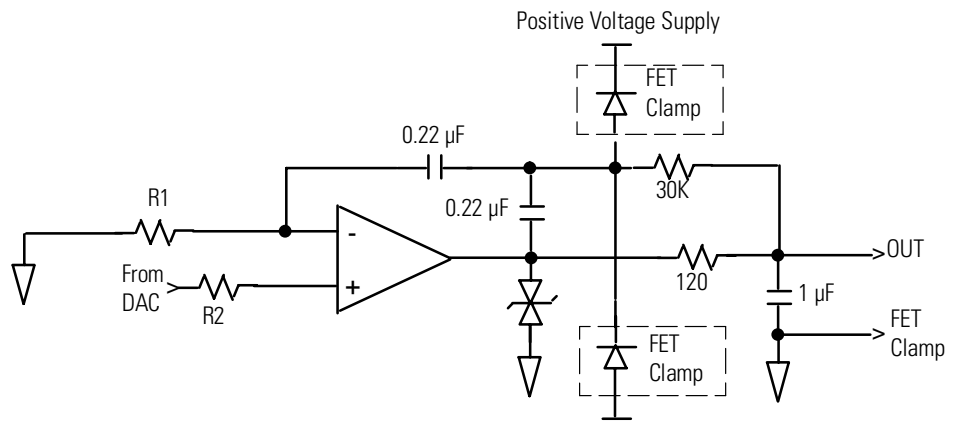 Positive Voltage Supply
FET
Clamp
0.22 µF
30K
R1
0.22 µF
-
OUT
From
DAC
+
120
R2
1 µF
FET
Clamp
FET
Clamp